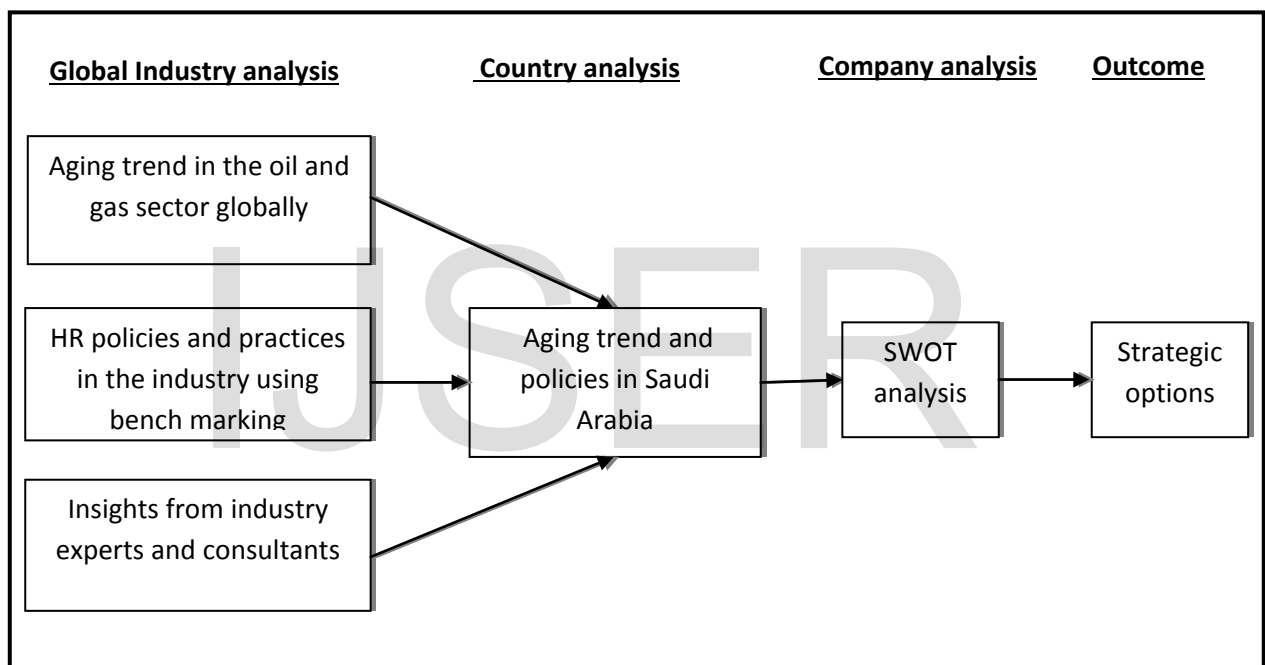 Global Industry analysis
Country analysis
Company analysis
Outcome
Aging trend in the oil and
gas sector globally
HR policies and practices
in the industry using
bench marking
Insights from industry
experts and consultants
Aging trend and
policies in Saudi
Arabia
SWOT
analysis
Strategic
options
IJSER